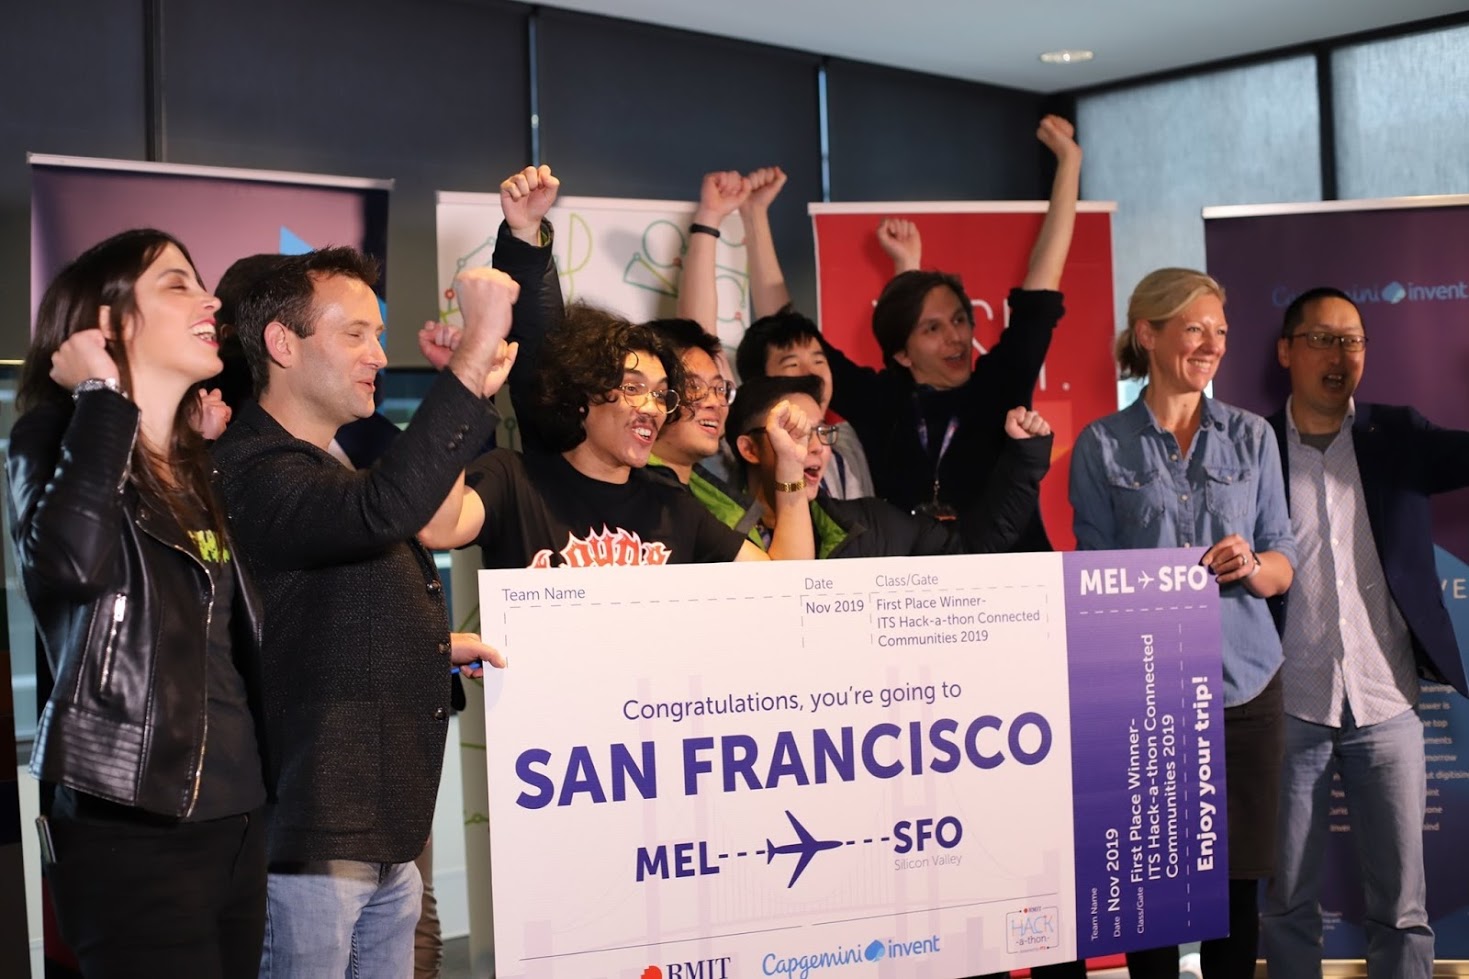 Capgemini invent
Team Name
Date
Nov 2019
Class/Gate
First Place Winner-
ITS Hack-a-thon Connected
Communities 2019
Congratulations, you're going to
SAN FRANCISCO
MEL SFO
Silicon Valley
RMIT
Capgemini invent
HACK
-a-thon-
MEL SFO
Team Name
Date Nov 2019
Class/Gate First Place Winner-
ITS Hack-a-thon Connected
Communities 2019
Enjoy your trip!